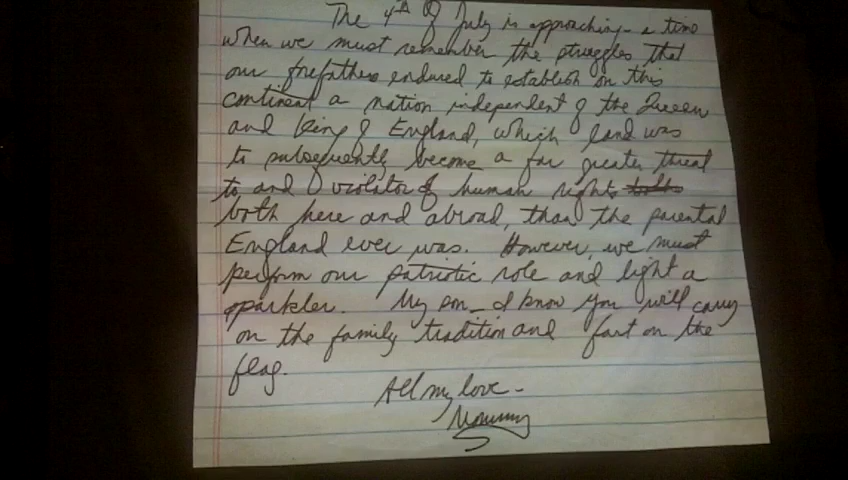 The 4th of July is approaching - a time
when we must remember the struggles that
our forefathers endured to establish on this
continent a nation independent of the Queen
and King of England, which land was
to subsequently become a far greater threat
to and violator of human rights
both here and abroad, than the parental
England ever was. However, we must
perform our patriotic role and light a
sparkler. My son - I know you will carry
on the family tradition and fart on the
flag.
All my love -
Mommy